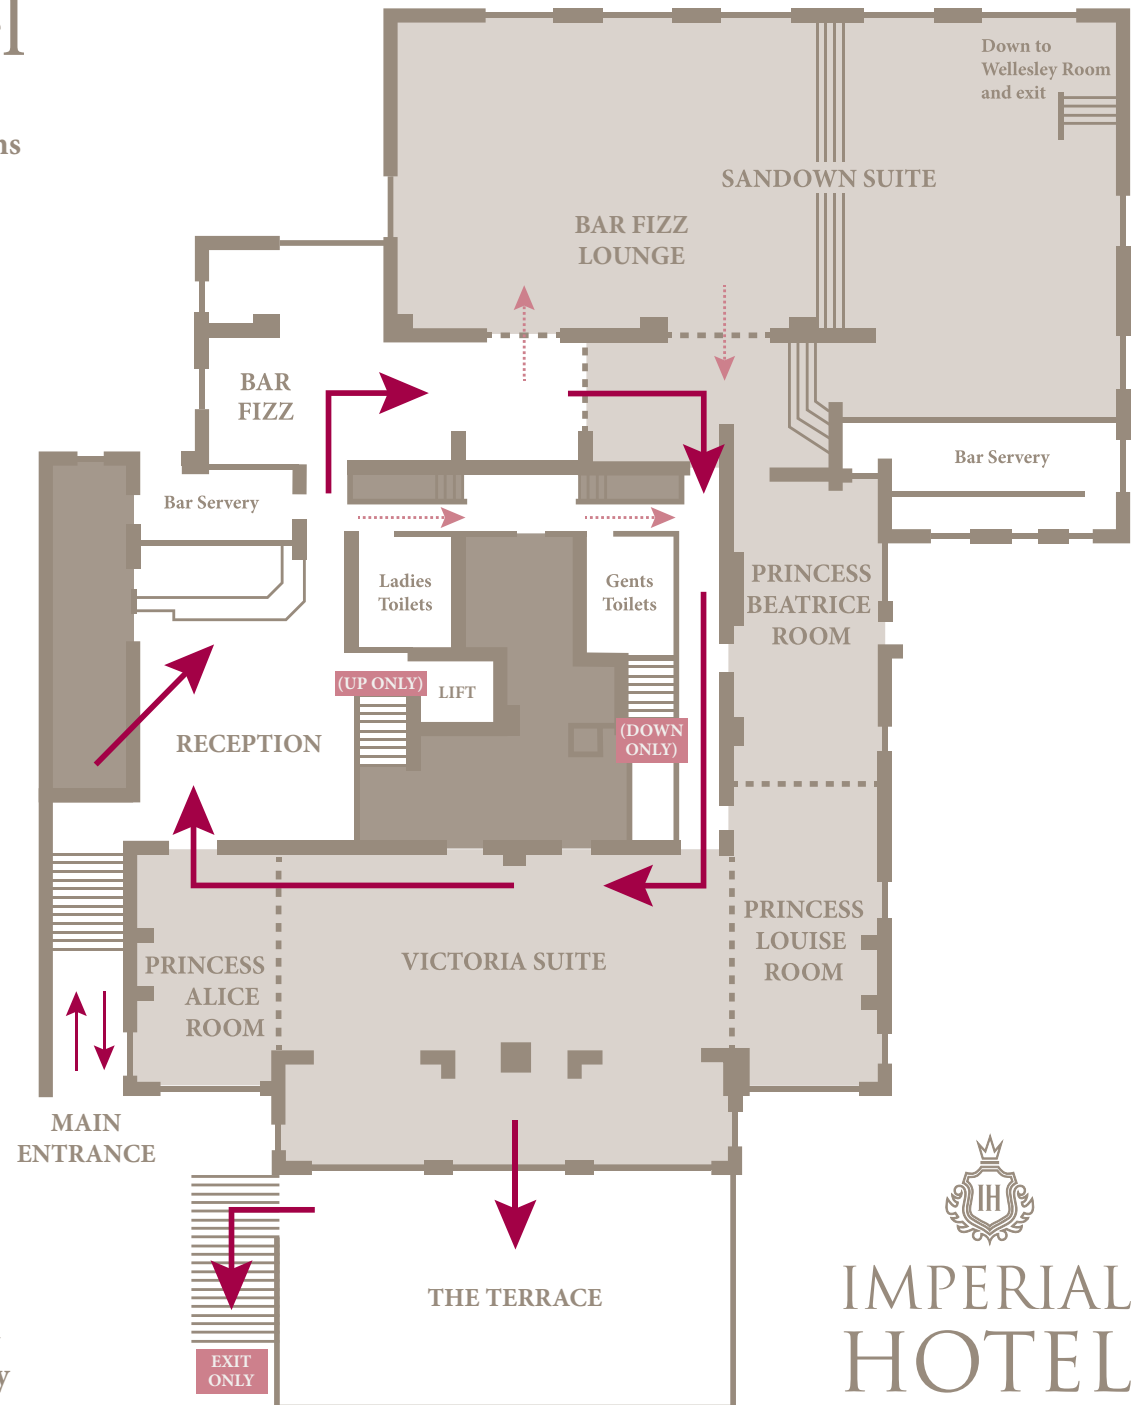 Down to
Wellesley Room
and exit
SANDOWN SUITE
BAR FIZZ
LOUNGE
BAR
FIZZ
Bar Servery
Bar Servery
Ladies
Toilets
Gents
Toilets
PRINCESS
BEATRICE
ROOM
(UP ONLY)
LIFT
(DOWN
ONLY)
RECEPTION
PRINCESS
LOUISE
ROOM
VICTORIA SUITE
PRINCESS
ALICE
ROOM
MAIN
ENTRANCE
THE TERRACE
EXIT
ONLY
IH
IMPERIAL
HOTEL